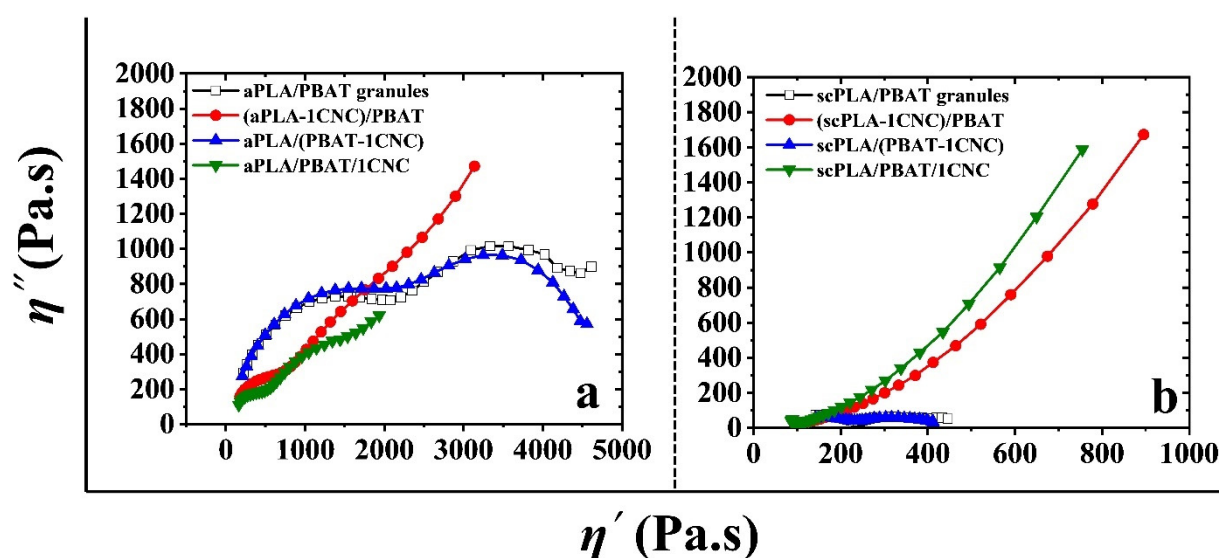 η″ (Pa.s)
2000
1800
1600
1400
1200
1000
800
600
400
200
0
aPLA/PBAT granules
(aPLA-1CNC)/PBAT
aPLA/(PBAT-1CNC)
aPLA/PBAT/1CNC
a
0 1000 2000 3000 4000 5000
2000
1800
1600
1400
1200
1000
800
600
400
200
0
scPLA/PBAT granules
(scPLA-1CNC)/PBAT
scPLA/(PBAT-1CNC)
scPLA/PBAT/1CNC
b
0 200 400 600 800 1000
η′ (Pa.s)